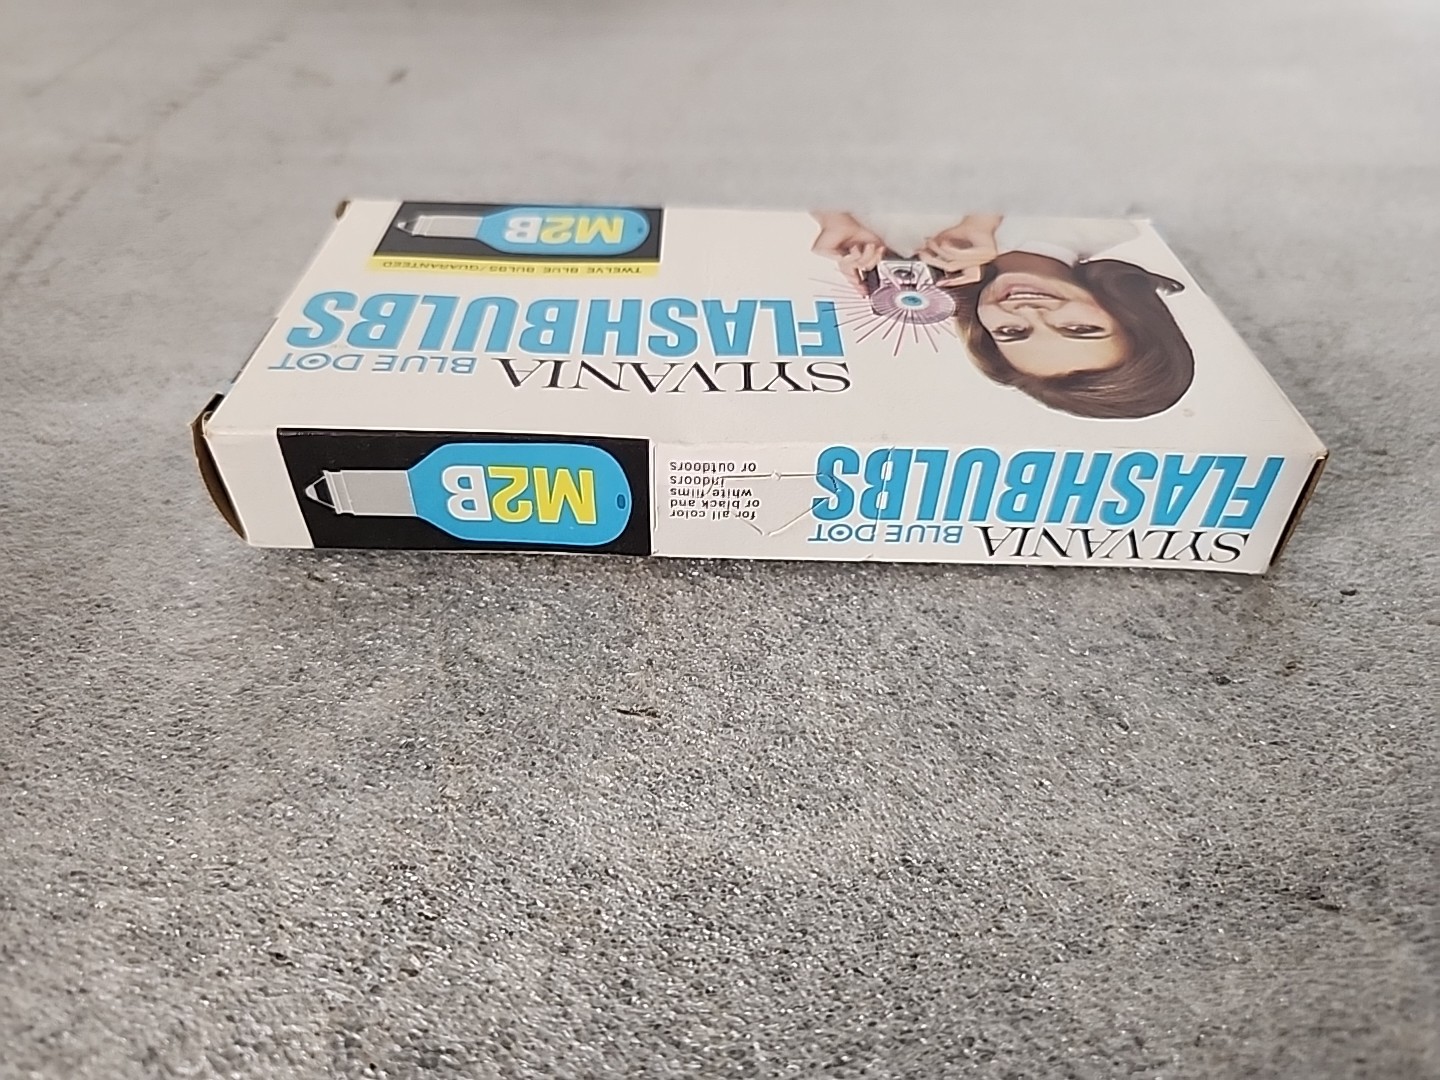 SYLVANIA
BLUE DOT
FLASHBULBS
TWELVE BLUE BULBS/GUARANTEED
M2B
SYLVANIA
BLUE DOT
FLASHBULBS
for all color
or black and
white films
indoors
or outdoors
M2B